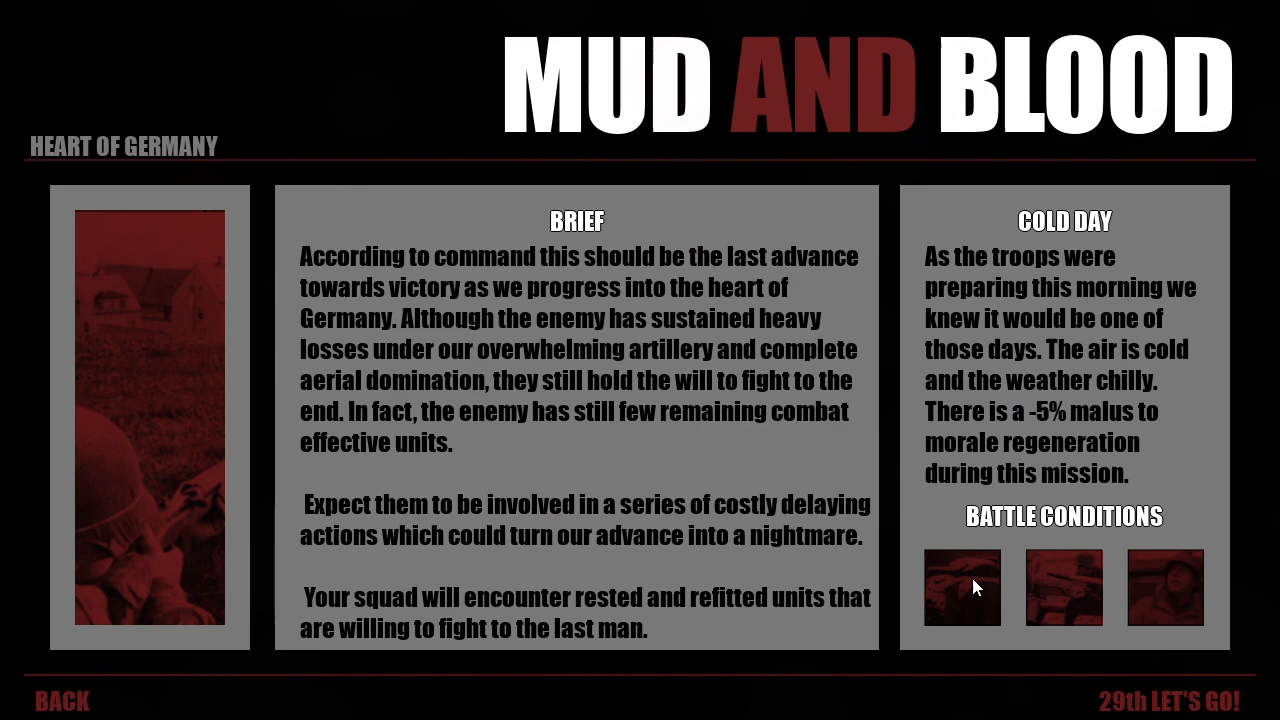 MUD AND BLOOD
HEART OF GERMANY
BRIEF
According to command this should be the last advance
towards victory as we progress into the heart of
Germany. Although the enemy has sustained heavy
losses under our overwhelming artillery and complete
aerial domination, they still hold the will to fight to the
end. In fact, the enemy has still few remaining combat
effective units.
Expect them to be involved in a series of costly delaying
actions which could turn our advance into a nightmare.
Your squad will encounter rested and refitted units that
are willing to fight to the last man.
COLD DAY
As the troops were
preparing this morning we
knew it would be one of
those days. The air is cold
and the weather chilly.
There is a -5% malus to
morale regeneration
during this mission.
BATTLE CONDITIONS
BACK
29th LET'S GO!